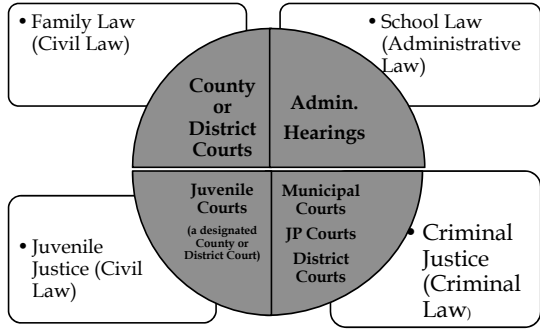 • Family Law
(Civil Law)
• School Law
(Administrative
Law)
County
or
District
Courts
Admin.
Hearings
Juvenile
Courts
(a designated
County or
District Court)
Municipal
Courts
JP Courts
District
Courts
• Juvenile
Justice (Civil
Law)
• Criminal
Justice
(Criminal
Law)